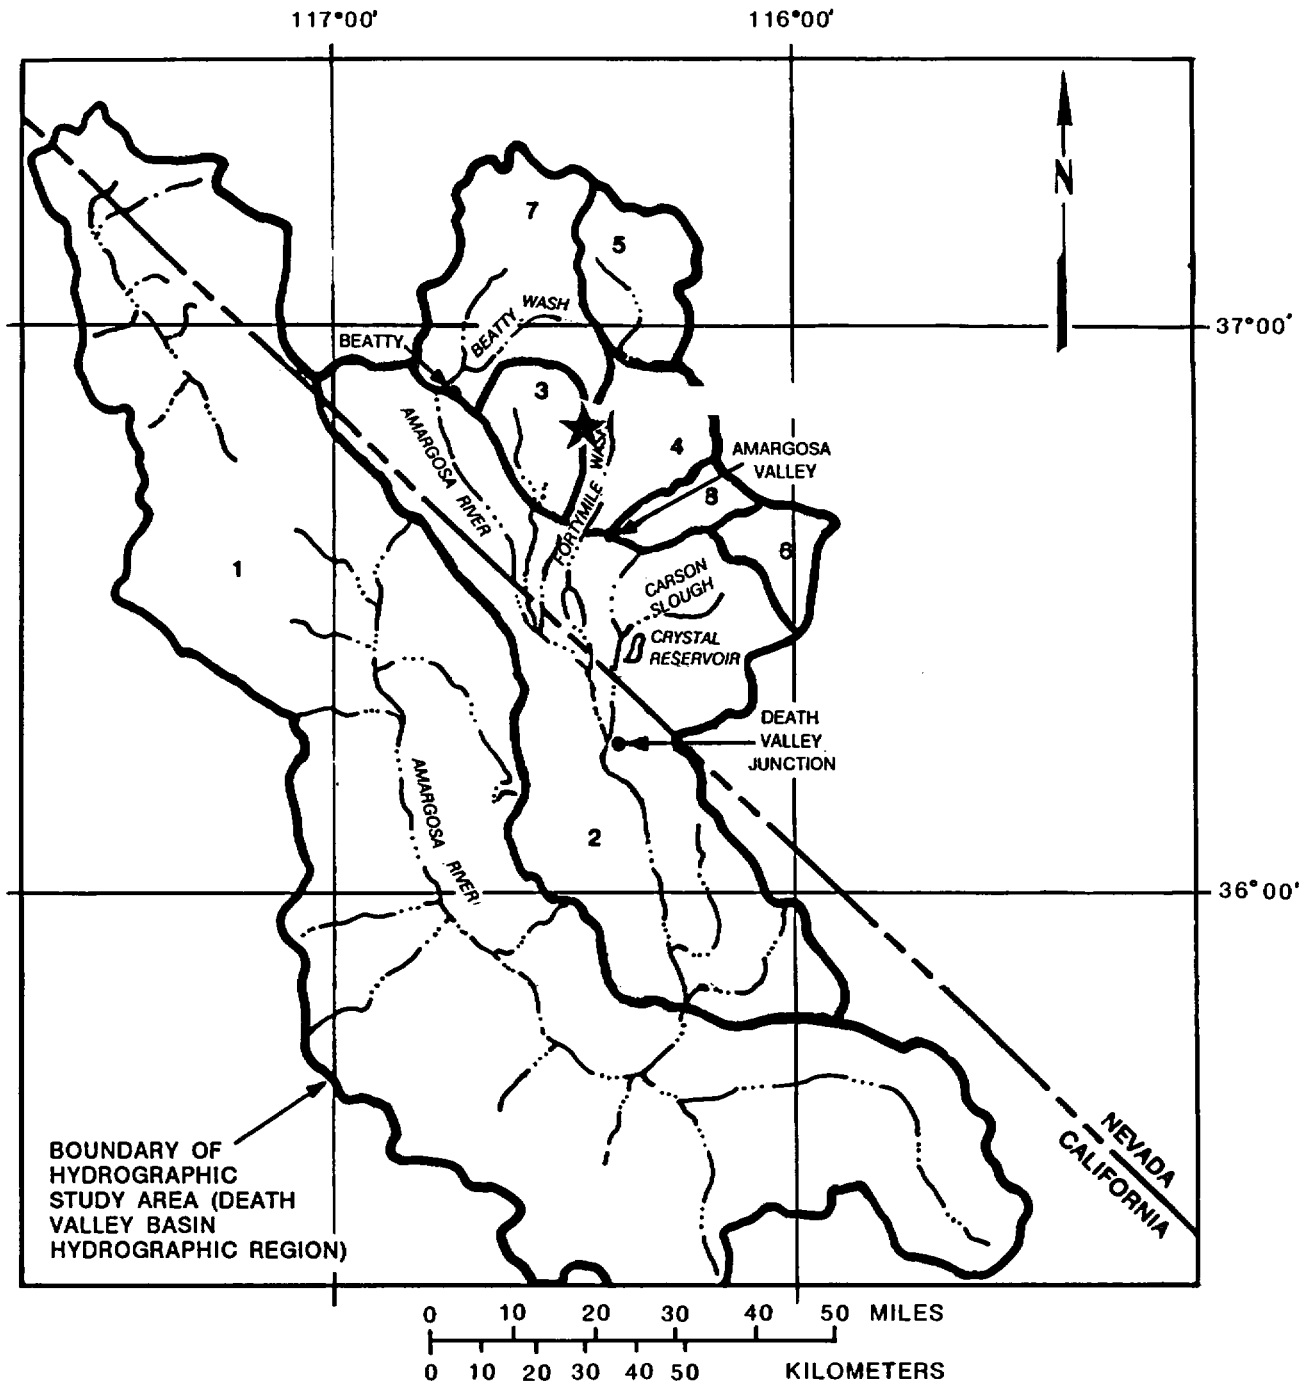 117°00'
116°00'
N
7
5
BEATTY WASH
37°00'
BEATTY
3
4
AMARGOSA
VALLEY
AMARGOSA RIVER
FORTYMILE WASH
8
6
1
CARSON
SLOUGH
CRYSTAL
RESERVOIR
DEATH
VALLEY
JUNCTION
AMARGOSA RIVER
2
36°00'
NEVADA
CALIFORNIA
BOUNDARY OF
HYDROGRAPHIC
STUDY AREA (DEATH
VALLEY BASIN
HYDROGRAPHIC REGION)
0 10 20 30 40 50 MILES
0 10 20 30 40 50 KILOMETERS